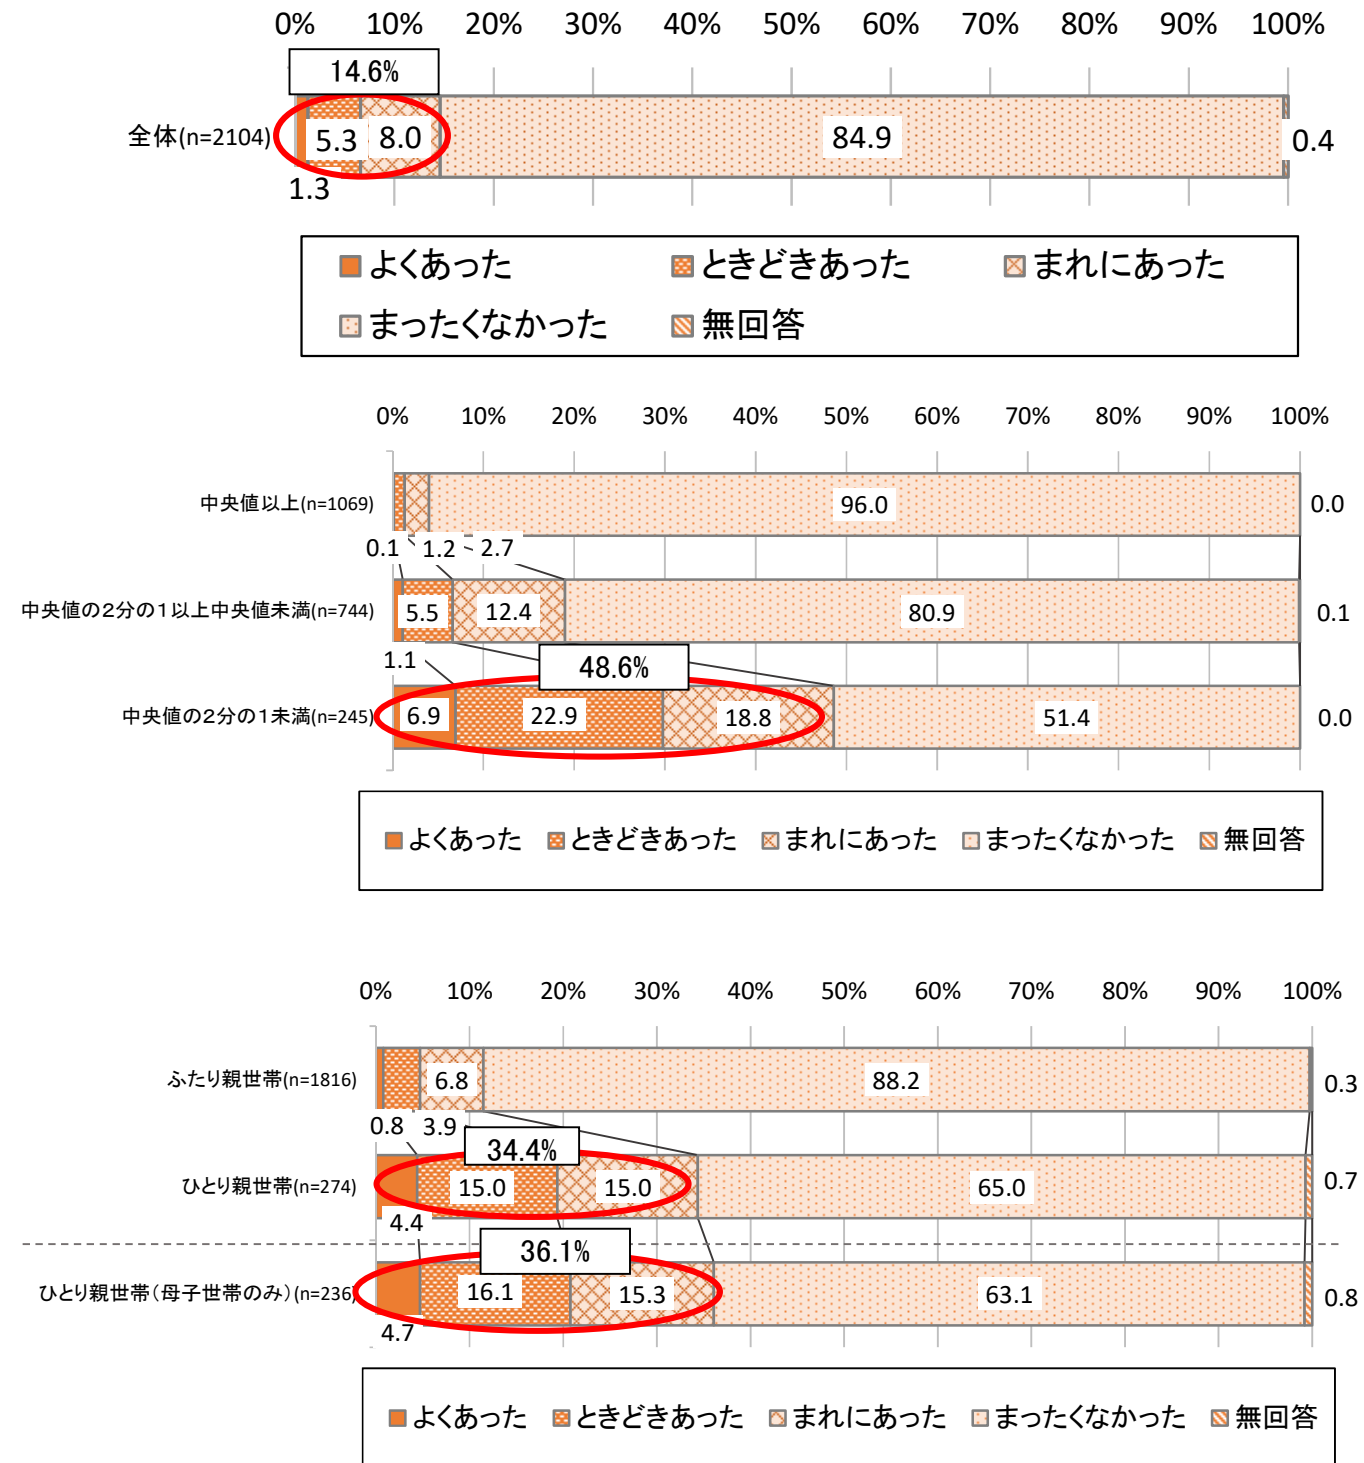 0% 10% 20% 30% 40% 50% 60% 70% 80% 90% 100%
14.6%
全体(n=2104) 5.3 8.0 84.9 0.4
1.3
よくあった ときどきあった まれにあった
まったくなかった 無回答
0% 10% 20% 30% 40% 50% 60% 70% 80% 90% 100%
中央値以上(n=1069) 96.0 0.0
0.1 1.2 2.7
中央値の2分の1以上中央値未満(n=744) 5.5 12.4 80.9 0.1
1.1 48.6%
中央値の2分の1未満(n=245) 6.9 22.9 18.8 51.4 0.0
よくあった ときどきあった まれにあった まったくなかった 無回答
0% 10% 20% 30% 40% 50% 60% 70% 80% 90% 100%
ふたり親世帯(n=1816) 6.8 88.2 0.3
0.8 3.9
34.4%
ひとり親世帯(n=274) 15.0 15.0 65.0 0.7
4.4
36.1%
ひとり親世帯(母子世帯のみ)(n=236) 16.1 15.3 63.1 0.8
4.7
よくあった ときどきあった まれにあった まったくなかった 無回答